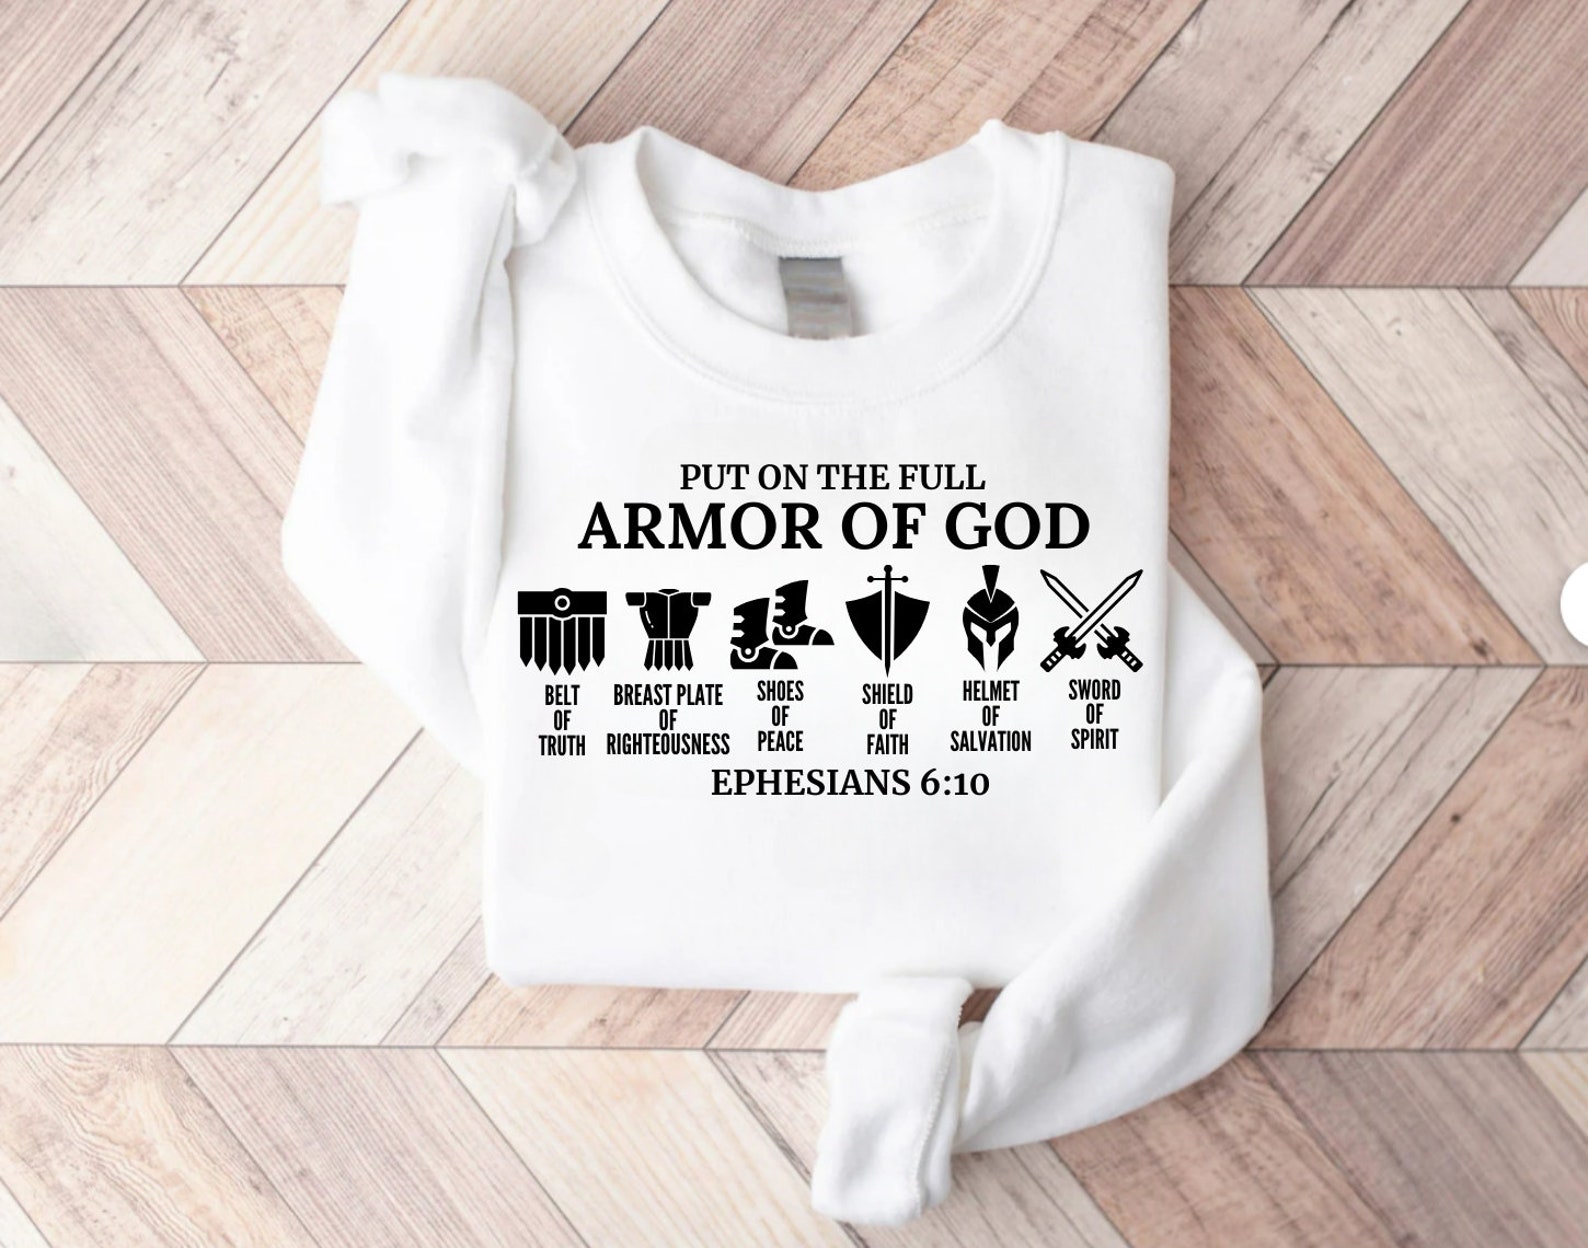 PUT ON THE FULL
ARMOR OF GOD
BELT
OF
TRUTH
BREAST PLATE
OF
RIGHTEOUSNESS
SHOES
OF
PEACE
SHIELD
OF
FAITH
HELMET
OF
SALVATION
SWORD
OF
SPIRIT
EPHESIANS 6:10